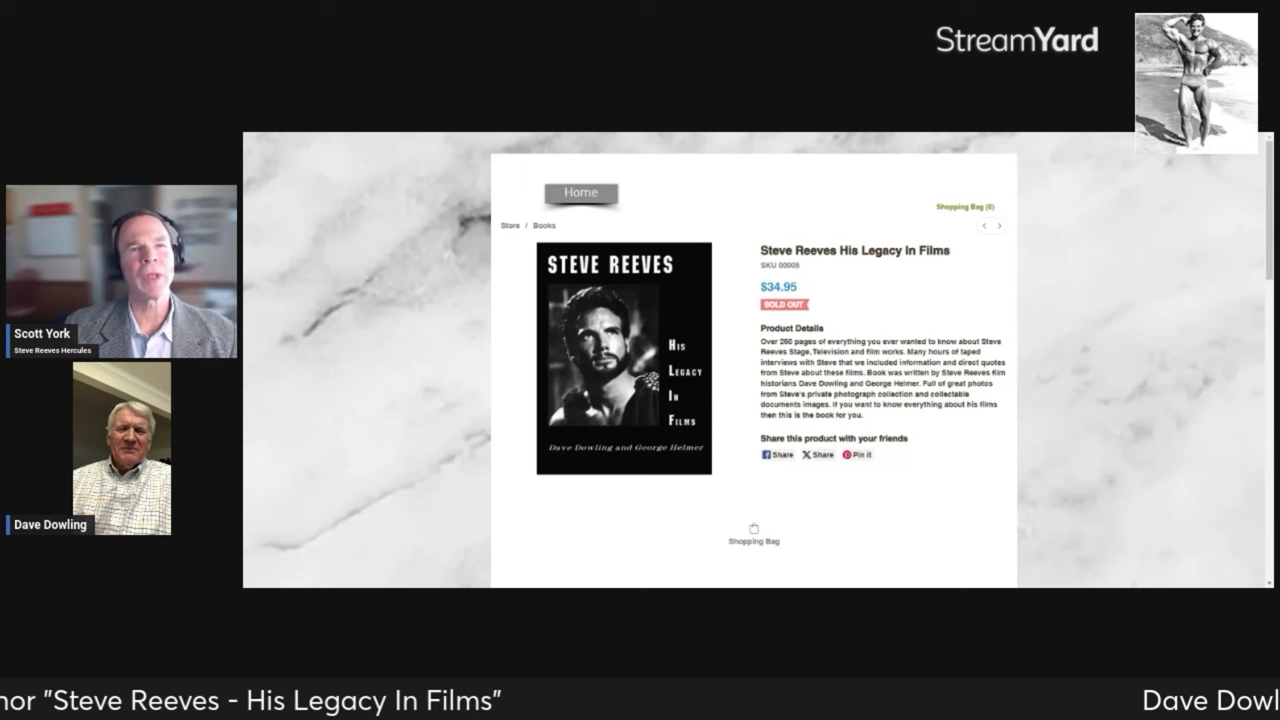 StreamYard
Home
Shopping Bag (0)
Store / Books
STEVE REEVES
HIS
LEGACY
IN
FILMS
Dave Dowling and George Helmer
Steve Reeves His Legacy In Films
SKU 00005
$34.95
SOLD OUT
Product Details
Over 260 pages of everything you ever wanted to know about Steve
Reeves Stage, Television and film works. Many hours of taped
interviews with Steve that we included information and direct quotes
from Steve about these films. Book was written by Steve Reeves film
historians Dave Dowling and George Helmer. Full of great photos
from Steve's private photograph collection and collectable
documents images. If you want to know everything about his films
then this is the book for you.
Share this product with your friends
Share X Share Pin it
Shopping Bag
Scott York
Steve Reeves Hercules
Dave Dowling
hor "Steve Reeves - His Legacy In Films"
Dave Dowl